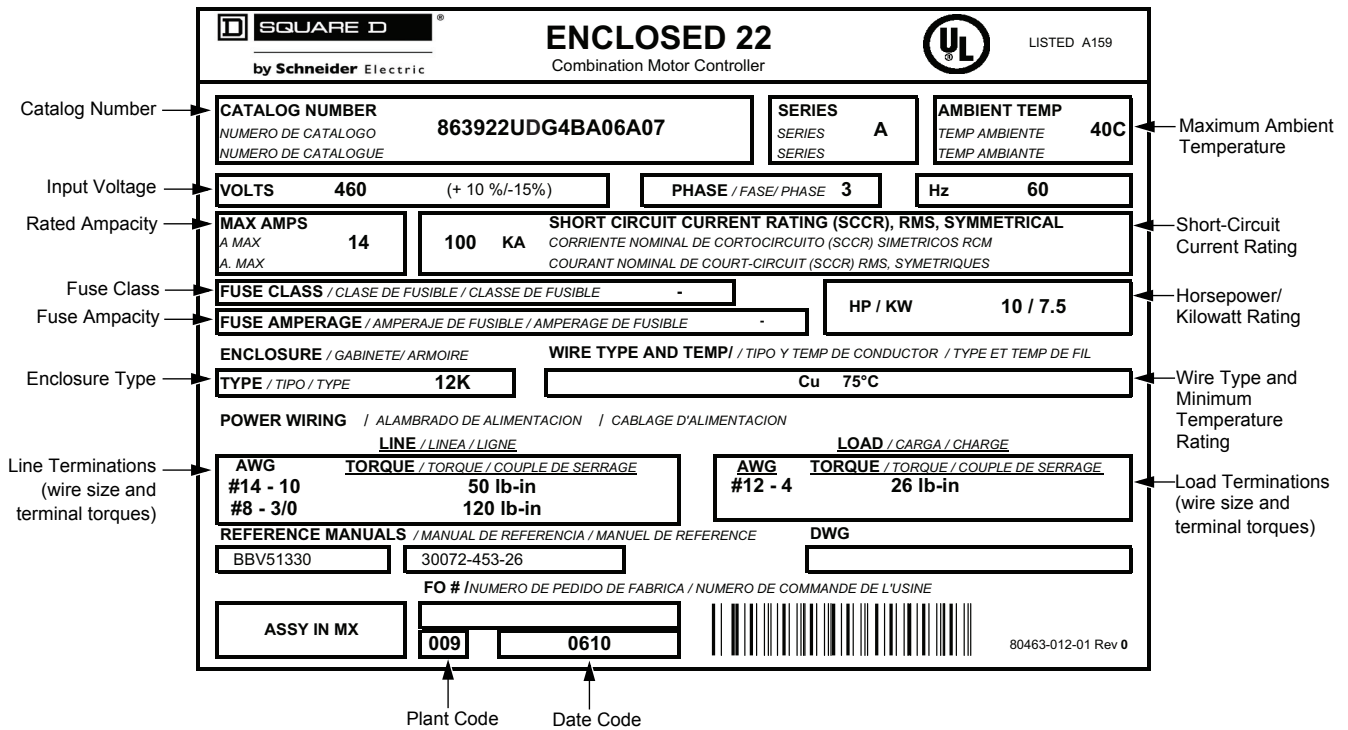 SQUARE D ®
by Schneider Electric
ENCLOSED 22
Combination Motor Controller
UL ®
LISTED A159
Catalog Number
CATALOG NUMBER
NUMERO DE CATALOGO
NUMERO DE CATALOGUE
863922UDG4BA06A07
SERIES
SERIES
SERIES
A
AMBIENT TEMP
TEMP AMBIENTE
TEMP AMBIANTE
40C
Maximum Ambient
Temperature
Input Voltage
VOLTS 460 (+ 10 %/-15%)
PHASE / FASE/ PHASE 3
Hz 60
Rated Ampacity
MAX AMPS
A MAX
A. MAX
14
100 KA
SHORT CIRCUIT CURRENT RATING (SCCR), RMS, SYMMETRICAL
CORRIENTE NOMINAL DE CORTOCIRCUITO (SCCR) SIMETRICOS RCM
COURANT NOMINAL DE COURT-CIRCUIT (SCCR) RMS, SYMETRIQUES
Short-Circuit
Current Rating
Fuse Class
FUSE CLASS / CLASE DE FUSIBLE / CLASSE DE FUSIBLE -
Fuse Ampacity
FUSE AMPERAGE / AMPERAJE DE FUSIBLE / AMPERAGE DE FUSIBLE -
HP / KW 10 / 7.5
Horsepower/
Kilowatt Rating
ENCLOSURE / GABINETE/ ARMOIRE
WIRE TYPE AND TEMP/ / TIPO Y TEMP DE CONDUCTOR / TYPE ET TEMP DE FIL
Enclosure Type
TYPE / TIPO / TYPE 12K
Cu 75°C
Wire Type and
Minimum
Temperature
Rating
POWER WIRING / ALAMBRADO DE ALIMENTACION / CABLAGE D'ALIMENTACION
LINE / LINEA / LIGNE
LOAD / CARGA / CHARGE
Line Terminations
(wire size and
terminal torques)
AWG TORQUE / TORQUE / COUPLE DE SERRAGE
#14 - 10 50 lb-in
#8 - 3/0 120 lb-in
AWG TORQUE / TORQUE / COUPLE DE SERRAGE
#12 - 4 26 lb-in
Load Terminations
(wire size and
terminal torques)
REFERENCE MANUALS / MANUAL DE REFERENCIA / MANUEL DE REFERENCE
DWG
BBV51330
30072-453-26
FO # /NUMERO DE PEDIDO DE FABRICA / NUMERO DE COMMANDE DE L'USINE
ASSY IN MX
009
0610
80463-012-01 Rev 0
Plant Code
Date Code